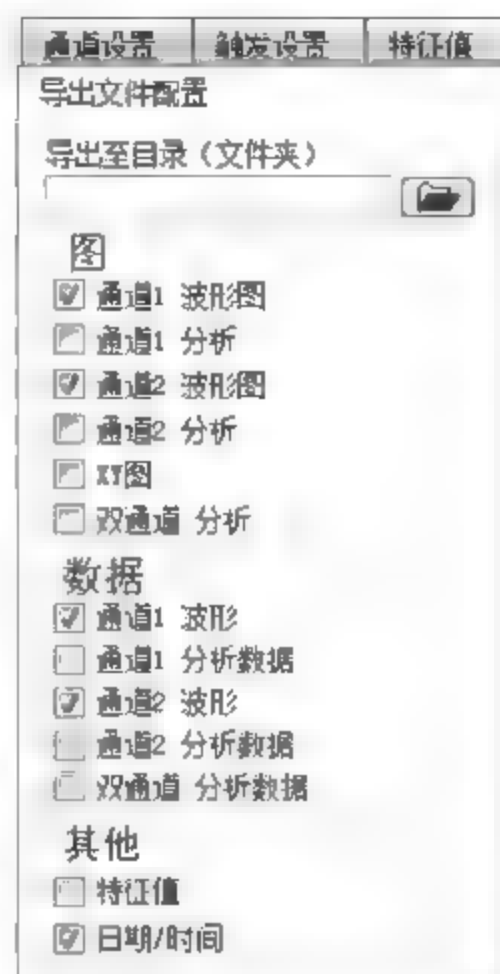 通道设置 触发设置 特征值
导出文件配置
导出至目录（文件夹）
图
通道1 波形图
通道1 分析
通道2 波形图
通道2 分析
XY图
双通道 分析
数据
通道1 波形
通道1 分析数据
通道2 波形
通道2 分析数据
双通道 分析数据
其他
特征值
日期/时间